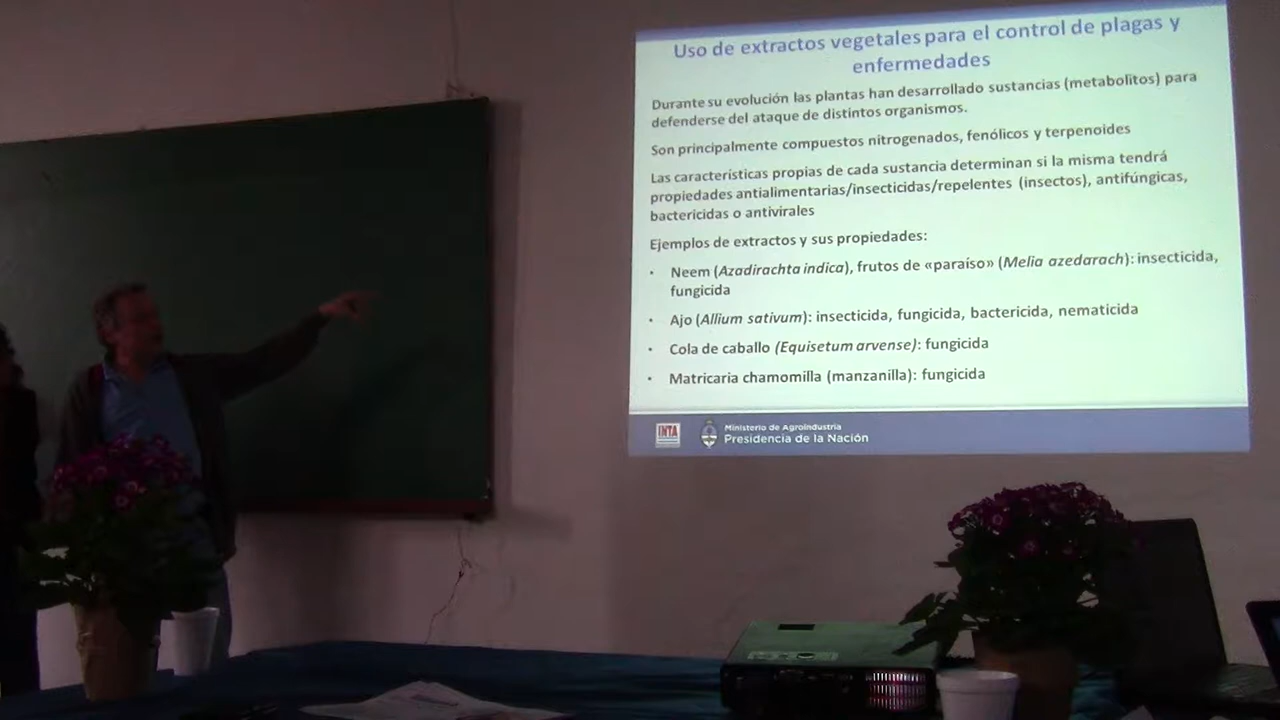 Uso de extractos vegetales para el control de plagas y
enfermedades
Durante su evolución las plantas han desarrollado sustancias (metabolitos) para
defenderse del ataque de distintos organismos.
Son principalmente compuestos nitrogenados, fenólicos y terpenoides
Las características propias de cada sustancia determinan si la misma tendrá
propiedades antialimentarias/insecticidas/repelentes (insectos), antifúngicas,
bactericidas o antivirales
Ejemplos de extractos y sus propiedades:
• Neem (Azadirachta indica), frutos de «paraíso» (Melia azedarach): insecticida,
fungicida
• Ajo (Allium sativum): insecticida, fungicida, bactericida, nematicida
• Cola de caballo (Equisetum arvense): fungicida
• Matricaria chamomilla (manzanilla): fungicida
INTA
Ministerio de Agroindustria
Presidencia de la Nación